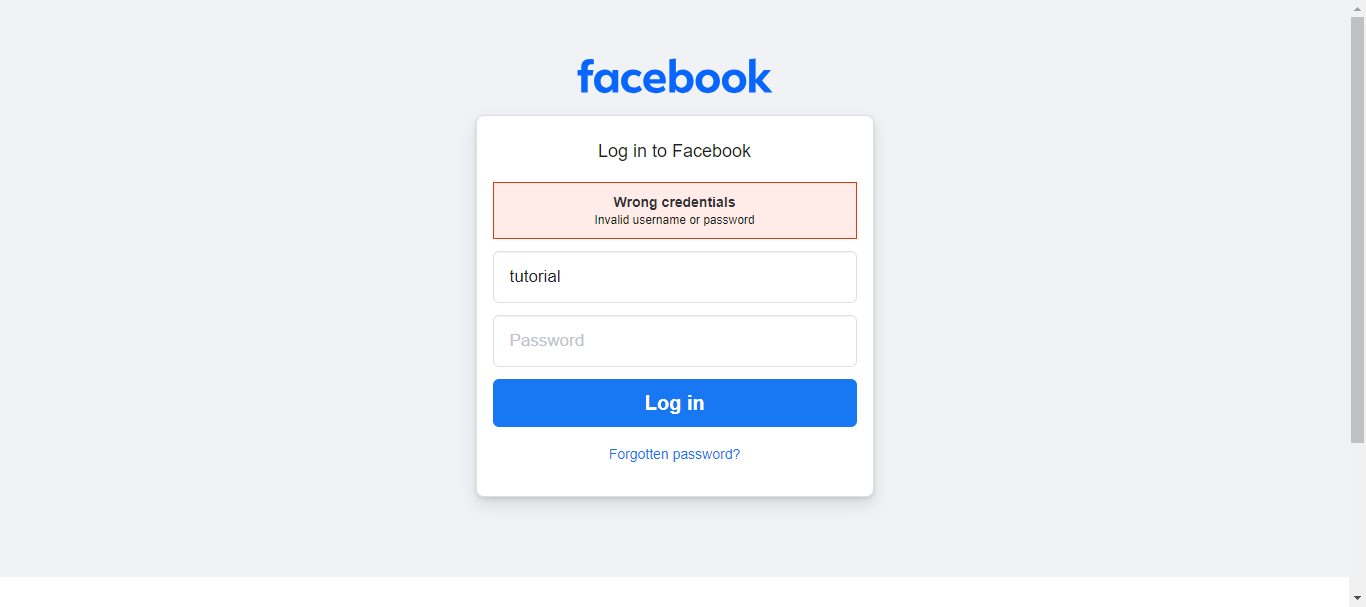 facebook
Log in to Facebook
Wrong credentials
Invalid username or password
tutorial
Password
Log in
Forgotten password?